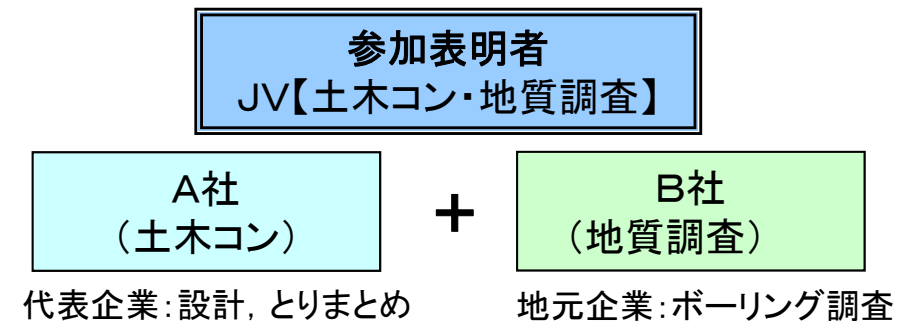 参加表明者
JV【土木コン・地質調査】
A社
（土木コン）
＋
B社
（地質調査）
代表企業：設計，とりまとめ
地元企業：ボーリング調査